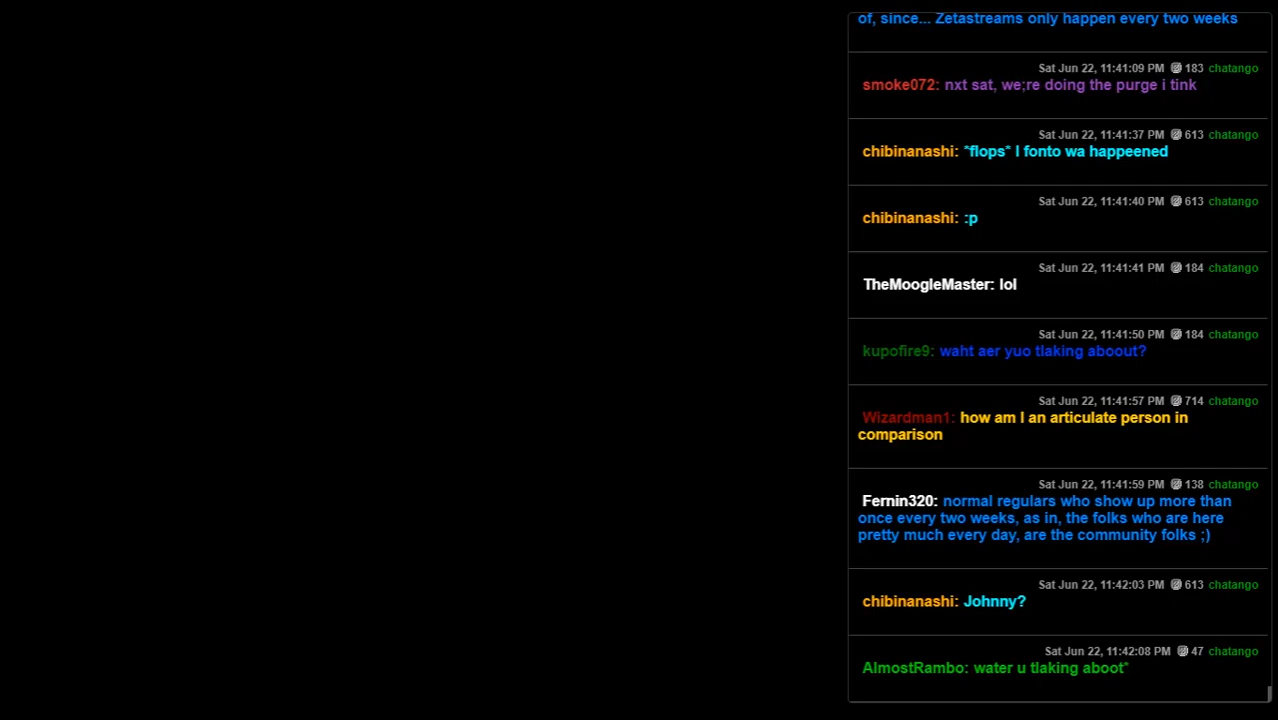 of, since... Zetastreams only happen every two weeks
Sat Jun 22, 11:41:09 PM 183 chatango
smoke072: nxt sat, we;re doing the purge i tink
Sat Jun 22, 11:41:37 PM 613 chatango
chibinanashi: *flops* I fonto wa happeened
Sat Jun 22, 11:41:40 PM 613 chatango
chibinanashi: :p
Sat Jun 22, 11:41:41 PM 184 chatango
TheMoogleMaster: lol
Sat Jun 22, 11:41:50 PM 184 chatango
kupofire9: waht aer yuo tlaking aboout?
Sat Jun 22, 11:41:57 PM 714 chatango
Wizardman1: how am I an articulate person in
comparison
Sat Jun 22, 11:41:59 PM 138 chatango
Fernin320: normal regulars who show up more than
once every two weeks, as in, the folks who are here
pretty much every day, are the community folks ;)
Sat Jun 22, 11:42:03 PM 613 chatango
chibinanashi: Johnny?
Sat Jun 22, 11:42:08 PM 47 chatango
AlmostRambo: water u tlaking aboot*